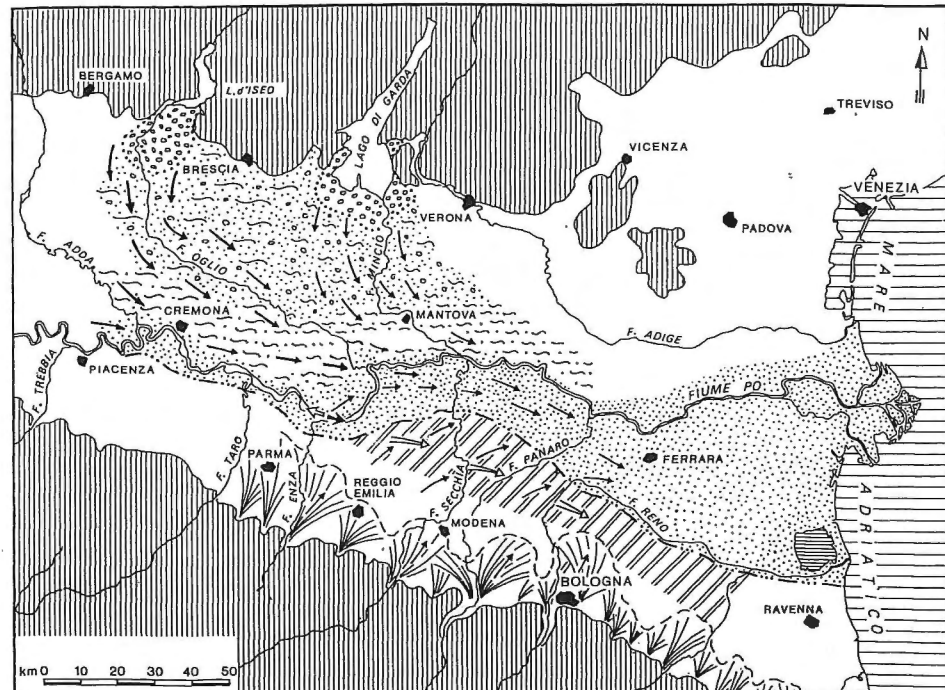 N
BERGAMO
L. d'ISEO
LAGO DI GARDA
TREVISO
BRESCIA
VICENZA
VENEZIA
VERONA
PADOVA
MARE
F. ADDA
F. OGLIO
F. MINCIO
CREMONA
MANTOVA
F. ADIGE
PIACENZA
F. TREBBIA
FIUME PO
F. TARO
PARMA
F. ENZA
REGGIO
EMILIA
F. SECCHIA
F. PANARO
FERRARA
F. RENO
MODENA
ADRIATICO
BOLOGNA
RAVENNA
km 0 10 20 30 40 50